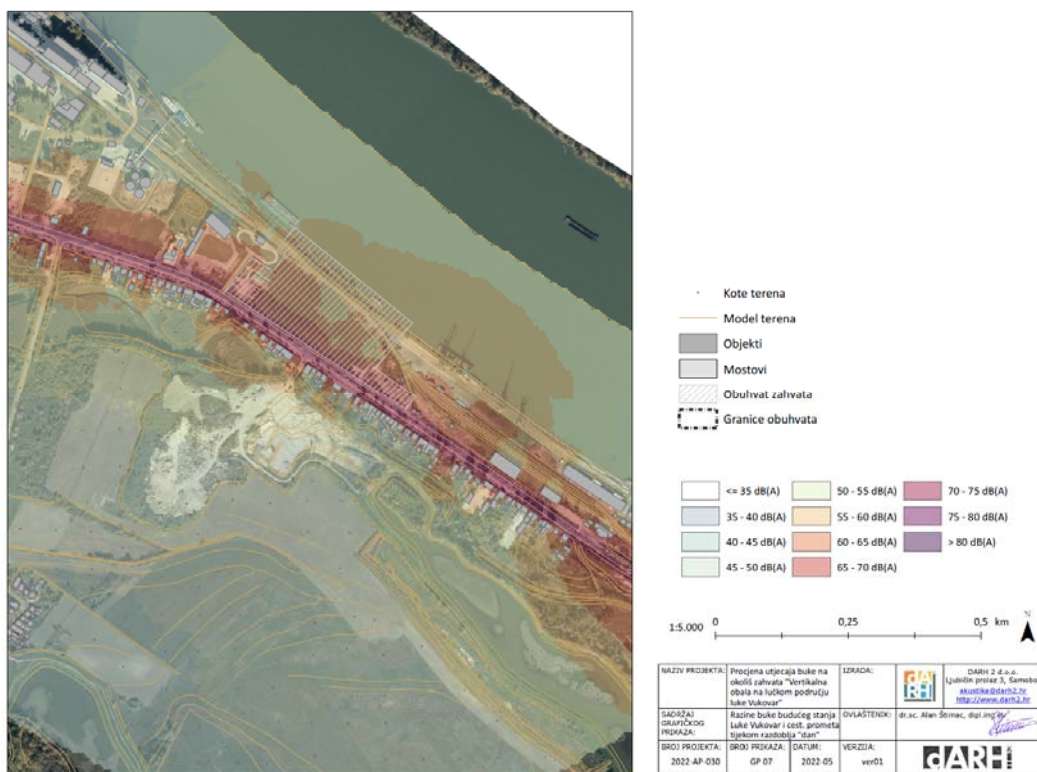 Kote terena
Model terena
Objekti
Mostovi
Obuhvat zahvata
Granice obuhvata
<= 35 dB(A)
35 - 40 dB(A)
40 - 45 dB(A)
45 - 50 dB(A)
50 - 55 dB(A)
55 - 60 dB(A)
60 - 65 dB(A)
65 - 70 dB(A)
70 - 75 dB(A)
75 - 80 dB(A)
> 80 dB(A)
1:5.000
0 0,25 0,5 km
N
NAZIV PROJEKTA:
Procjena utjecaja buke na
okoliš zahvata "Vertikalna
obala na lučkom području
luke Vukovar"
IZRADA:
dA
RH
DARH 2 d.o.o.
Ljubičin prolaz 3, Samobor
akustika@darh2.hr
http://www.darh2.hr
SADRŽAJ
GRAFIČKOG
PRIKAZA:
Razine buke budućeg stanja
Luke Vukovar i cest. prometa
tijekom razdoblja "dan"
OVLAŠTENIK:
dr.sc. Alan Štimac, dipl.ing
BROJ PROJEKTA:
2022-AP-030
BROJ PRIKAZA:
GP 07
DATUM:
2022-05
VERZIJA:
ver01
dARH